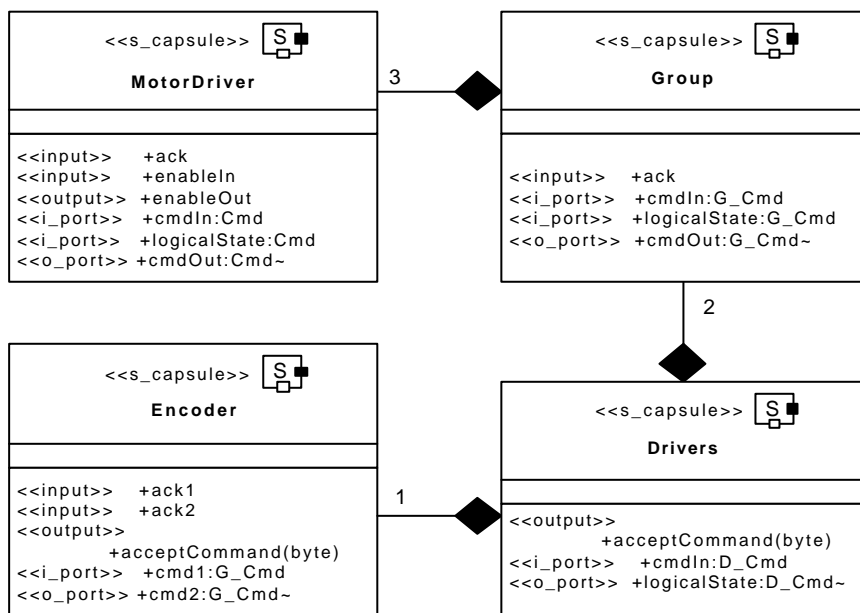 <<s_capsule>> S
MotorDriver
<<input>> +ack
<<input>> +enableIn
<<output>> +enableOut
<<i_port>> +cmdIn:Cmd
<<i_port>> +logicalState:Cmd
<<o_port>> +cmdOut:Cmd~
3
<<s_capsule>> S
Group
<<input>> +ack
<<i_port>> +cmdIn:G_Cmd
<<i_port>> +logicalState:G_Cmd
<<o_port>> +cmdOut:G_Cmd~
2
<<s_capsule>> S
Encoder
<<input>> +ack1
<<input>> +ack2
<<output>>
+acceptCommand(byte)
<<i_port>> +cmd1:G_Cmd
<<o_port>> +cmd2:G_Cmd~
1
<<s_capsule>> S
Drivers
<<output>>
+acceptCommand(byte)
<<i_port>> +cmdIn:D_Cmd
<<o_port>> +logicalState:D_Cmd~